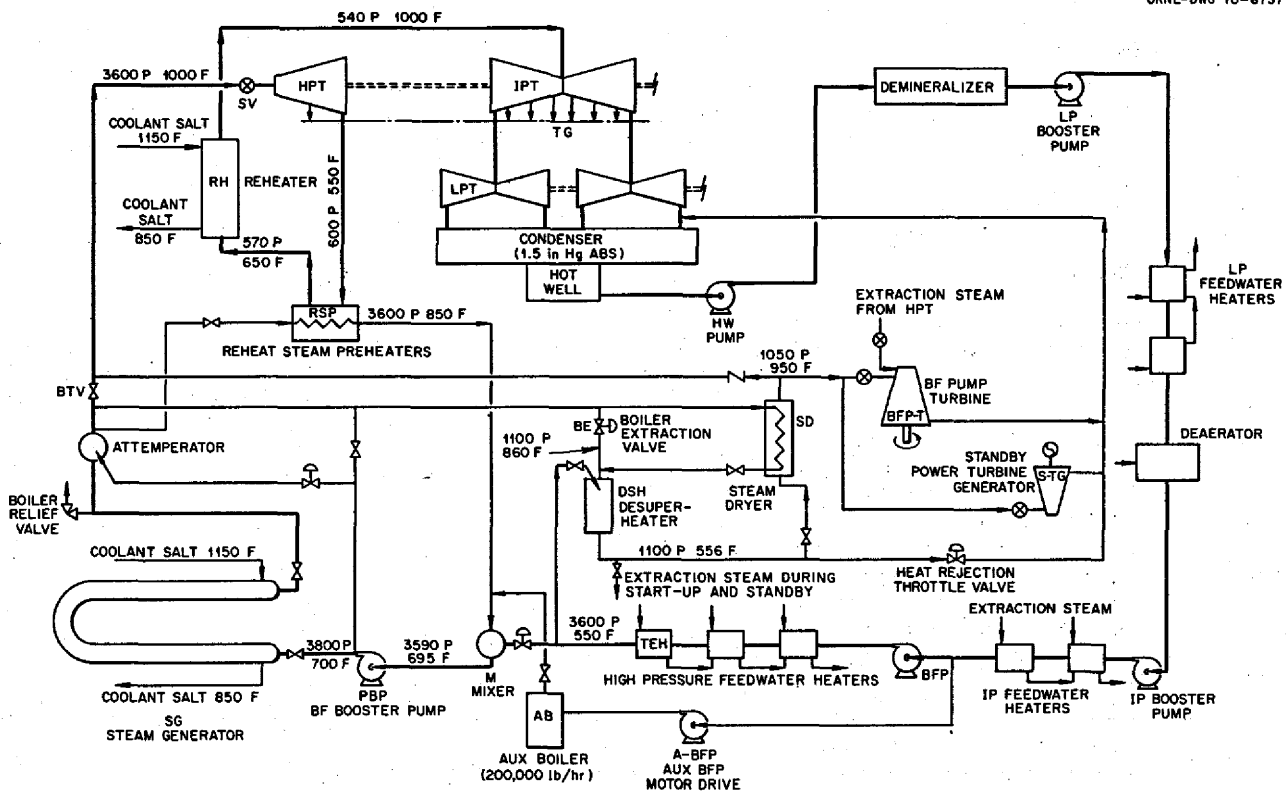 540 P 1000 F
3600 P 1000 F
SV
HPT
IPT
TG
DEMINERALIZER
LP
BOOSTER
PUMP
COOLANT SALT
1150 F
RH
REHEATER
COOLANT
SALT
850 F
600 P 550 F
LPT
CONDENSER
(1.5 in Hg ABS)
HOT
WELL
HW
PUMP
570 P
650 F
RSP
3600 P 850 F
REHEAT STEAM PREHEATERS
EXTRACTION STEAM
FROM HPT
LP
FEEDWATER
HEATERS
1050 P
950 F
BF PUMP
TURBINE
BFP-T
BTV
ATTEMPERATOR
BE
BOILER
EXTRACTION
VALVE
1100 P
860 F
SD
STEAM
DRYER
DSH
DESUPER-
HEATER
STANDBY
POWER TURBINE
GENERATOR
S-TG
DEAERATOR
BOILER
RELIEF
VALVE
COOLANT SALT 1150 F
1100 P 556 F
HEAT REJECTION
THROTTLE VALVE
EXTRACTION STEAM DURING
START-UP AND STANDBY
EXTRACTION STEAM
3600 P
550 F
TEH
HIGH PRESSURE FEEDWATER HEATERS
BFP
IP FEEDWATER
HEATERS
IP BOOSTER
PUMP
3800 P
700 F
3590 P
695 F
PBP
BF BOOSTER PUMP
M
MIXER
COOLANT SALT 850 F
SG
STEAM GENERATOR
AB
AUX BOILER
(200,000 lb/hr)
A-BFP
AUX BFP
MOTOR DRIVE